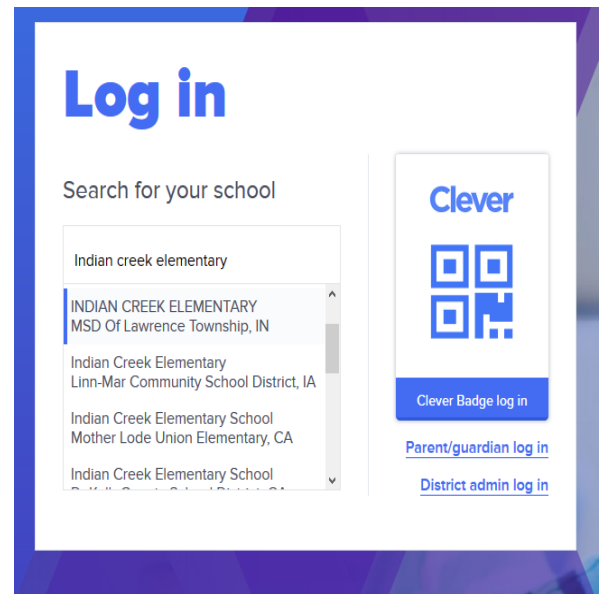 Log in
Search for your school
Indian creek elementary
INDIAN CREEK ELEMENTARY
MSD Of Lawrence Township, IN
Indian Creek Elementary
Linn-Mar Community School District, IA
Indian Creek Elementary School
Mother Lode Union Elementary, CA
Indian Creek Elementary School
Clever
Clever Badge log in
Parent/guardian log in
District admin log in